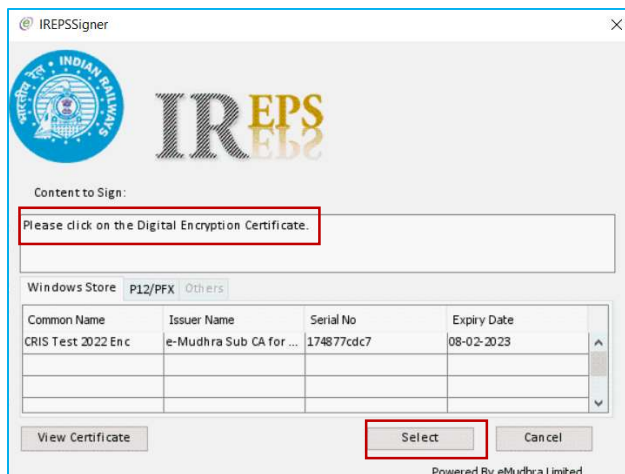 IREPSSigner
भारतीय रेल • INDIAN RAILWAYS
IREPS
Content to Sign:
Please click on the Digital Encryption Certificate.
Windows Store P12/PFX Others
Common Name Issuer Name Serial No Expiry Date
CRIS Test 2022 Enc e-Mudhra Sub CA for ... 174877cdc7 08-02-2023
View Certificate Select Cancel
Powered By eMudhra Limited